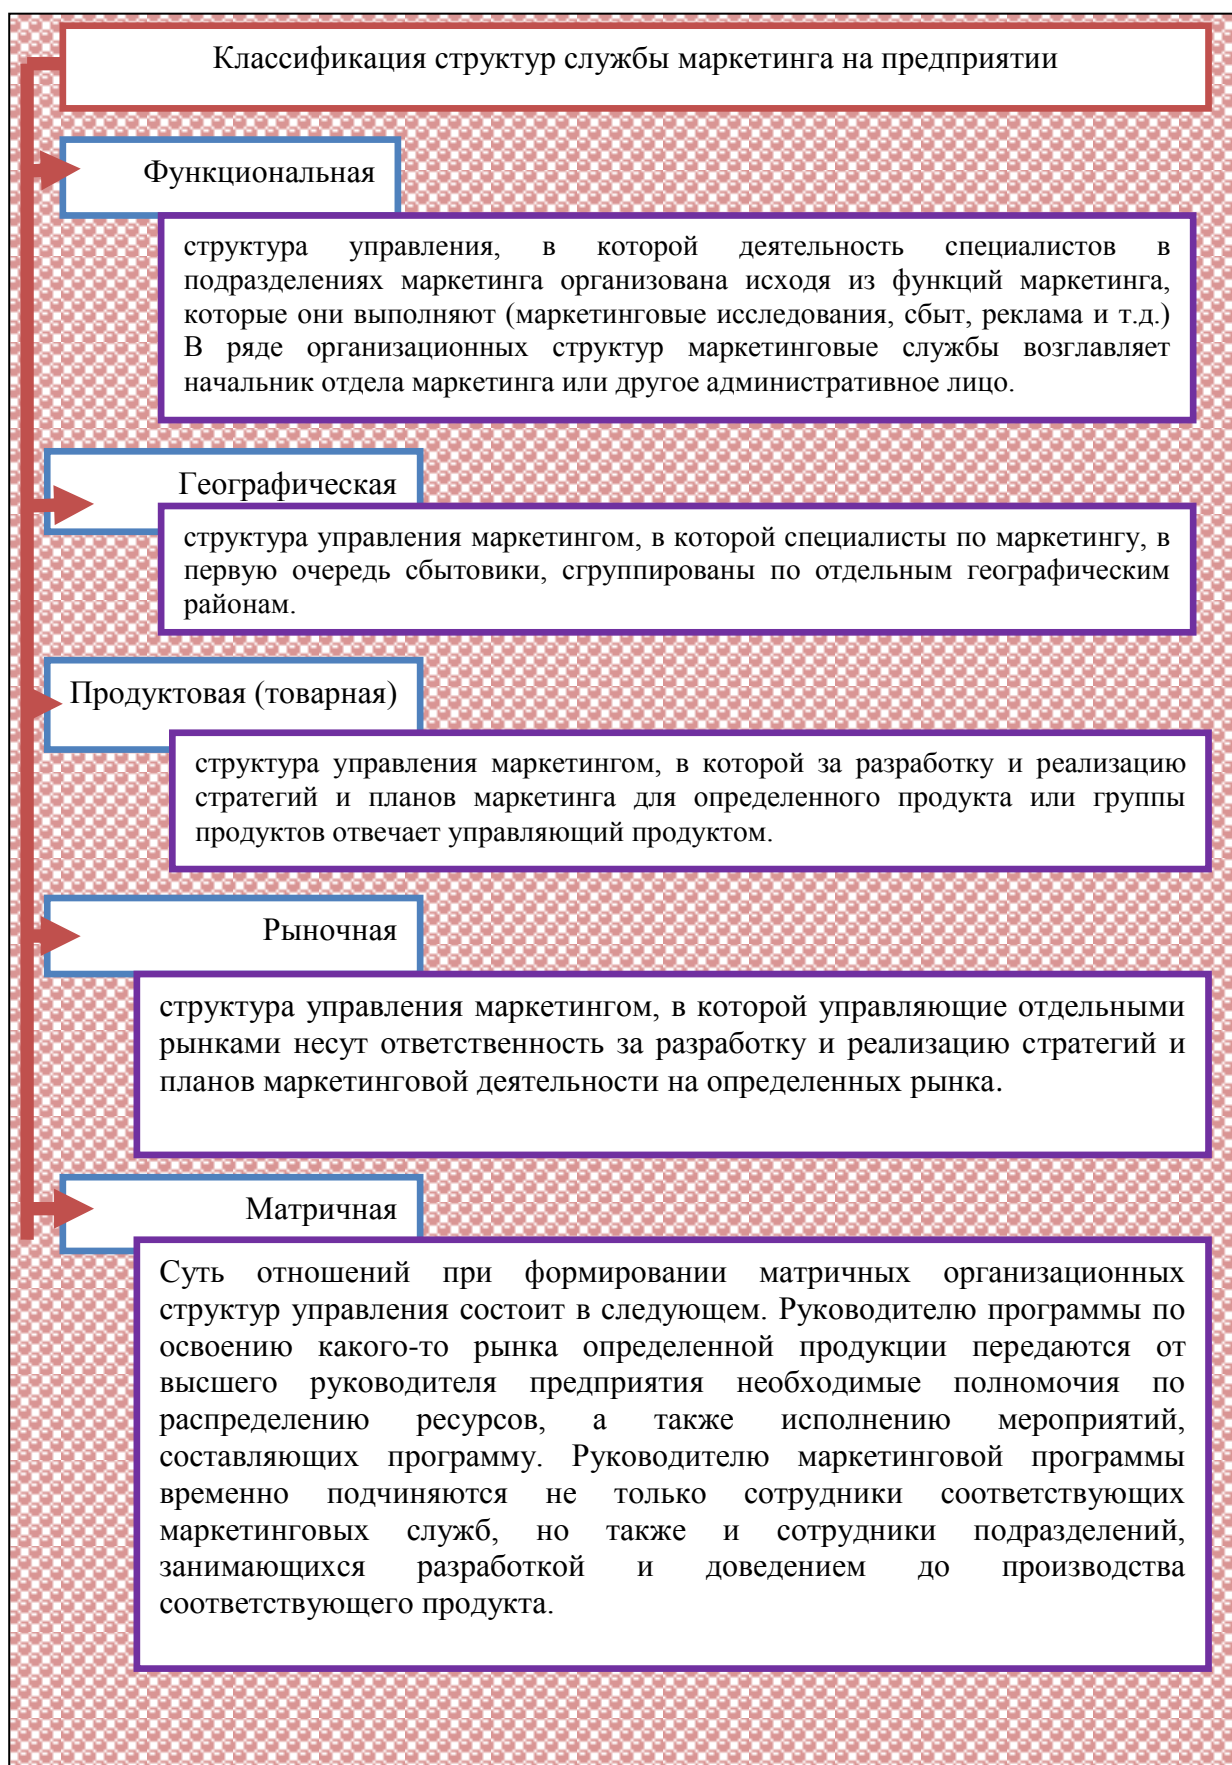 Классификация структур службы маркетинга на предприятии
Функциональная
структура управления, в которой деятельность специалистов в
подразделениях маркетинга организована исходя из функций маркетинга,
которые они выполняют (маркетинговые исследования, сбыт, реклама и т.д.)
В ряде организационных структур маркетинговые службы возглавляет
начальник отдела маркетинга или другое административное лицо.
Географическая
структура управления маркетингом, в которой специалисты по маркетингу, в
первую очередь сбытовики, сгруппированы по отдельным географическим
районам.
Продуктовая (товарная)
структура управления маркетингом, в которой за разработку и реализацию
стратегий и планов маркетинга для определенного продукта или группы
продуктов отвечает управляющий продуктом.
Рыночная
структура управления маркетингом, в которой управляющие отдельными
рынками несут ответственность за разработку и реализацию стратегий и
планов маркетинговой деятельности на определенных рынка.
Матричная
Суть отношений при формировании матричных организационных
структур управления состоит в следующем. Руководителю программы по
освоению какого-то рынка определенной продукции передаются от
высшего руководителя предприятия необходимые полномочия по
распределению ресурсов, а также исполнению мероприятий,
составляющих программу. Руководителю маркетинговой программы
временно подчиняются не только сотрудники соответствующих
маркетинговых служб, но также и сотрудники подразделений,
занимающихся разработкой и доведением до производства
соответствующего продукта.